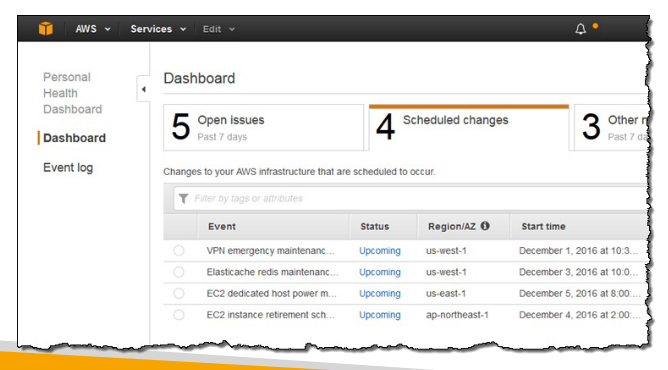 AWS Services Edit
Personal
Health
Dashboard
Dashboard
Event log
Dashboard
5 Open issues
Past 7 days
4 Scheduled changes
3 Other
Past 7
Changes to your AWS infrastructure that are scheduled to occur.
Filter by tags or attributes
Event Status Region/AZ Start time
VPN emergency maintenanc... Upcoming us-west-1 December 1, 2016 at 10:3...
Elasticache redis maintenanc... Upcoming us-west-1 December 3, 2016 at 10:0...
EC2 dedicated host power m... Upcoming us-east-1 December 5, 2016 at 8:00:...
EC2 instance retirement sch... Upcoming ap-northeast-1 December 4, 2016 at 2:00:...